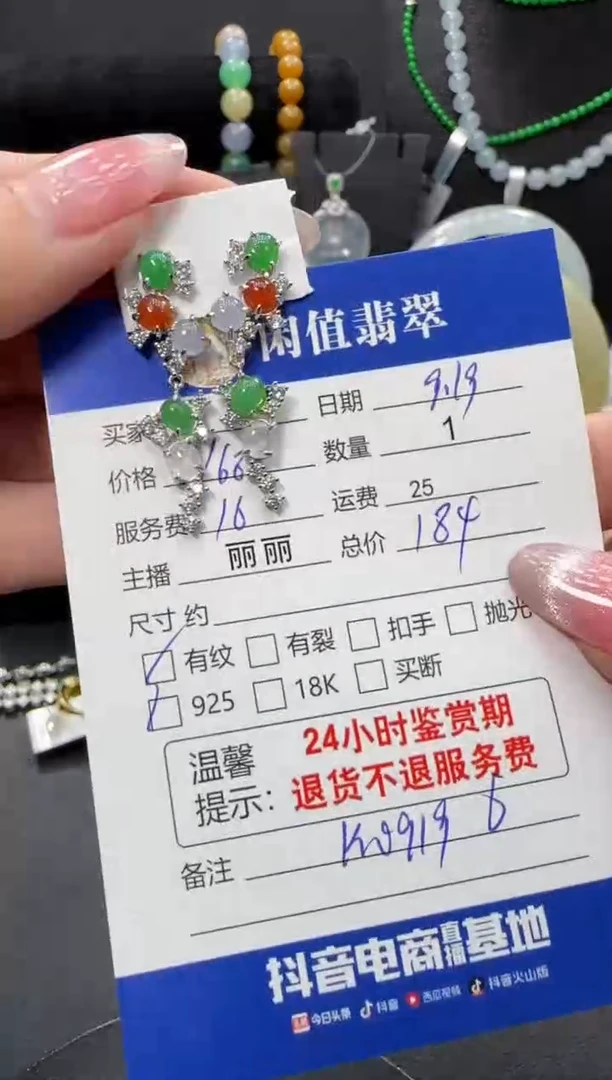 闲值翡翠
买家 日期 9.19
价格 166 数量 1
服务费 16 运费 25
主播 丽丽 总价 184
尺寸 约
有纹 有裂 扣手 抛光
925 18K 买断
温馨提示: 24小时鉴赏期
退货不退服务费
备注 KW919 6
抖音电商直播基地
今日头条 抖音 西瓜视频 抖音火山版